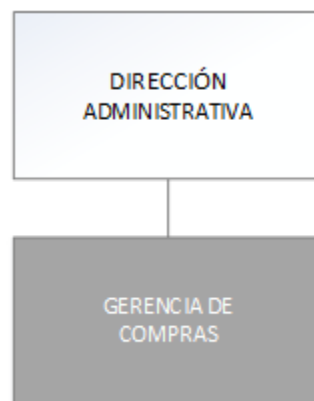 DIRECCIÓN
ADMINISTRATIVA
GERENCIA DE
COMPRAS